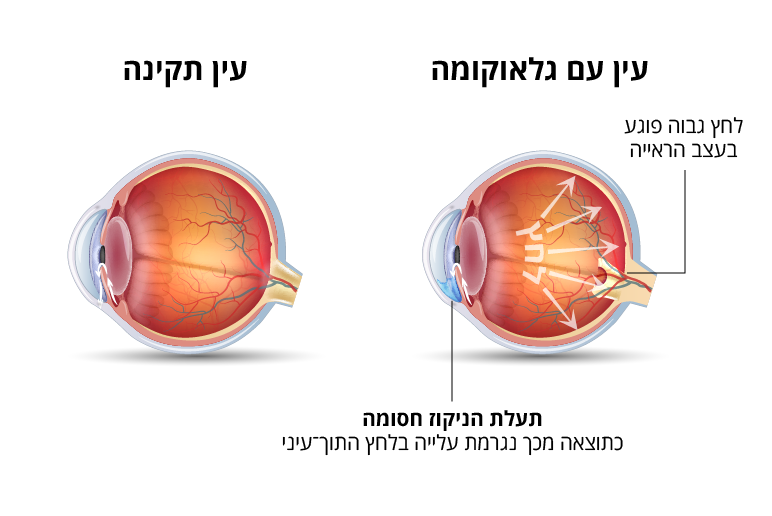 עין עם גלאוקומה
עין תקינה
לחץ גבוה פוגע
בעצב הראייה
לחץ
תעלת הניקוז חסומה
כתוצאה מכך נגרמת עלייה בלחץ התוך־עיני